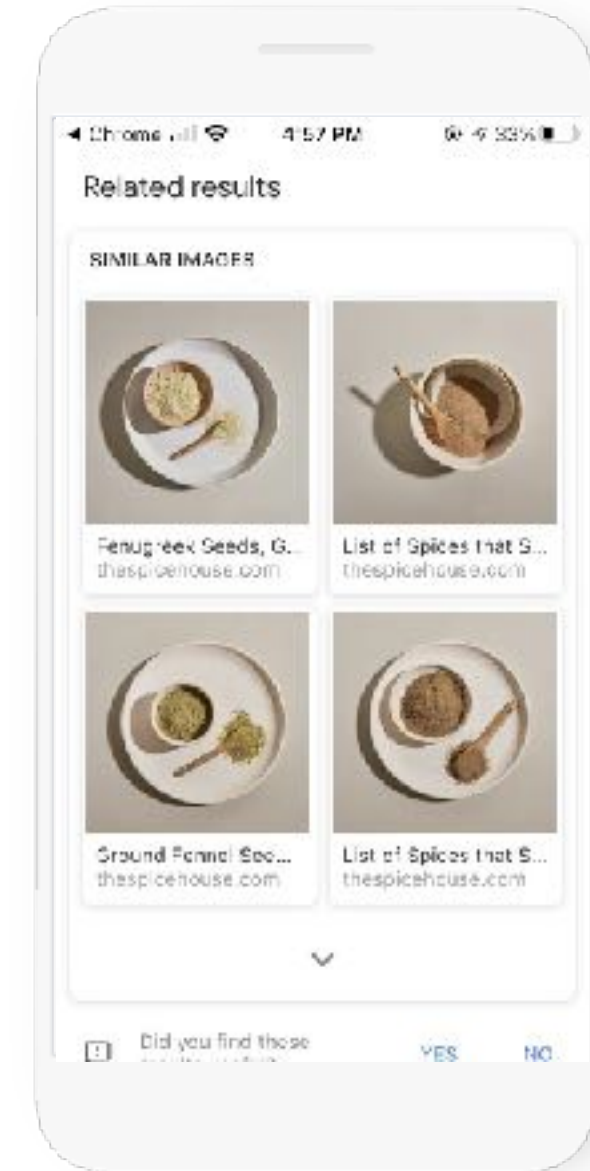 Chrome 4:57 PM 33%
Related results
SIMILAR IMAGES
Fenugreek Seeds, G...
thespicehouse.com
List of Spices that S...
thespicehouse.com
Ground Fennel See...
thespicehouse.com
List of Spices that S...
thespicehouse.com
Did you find these
YES NO